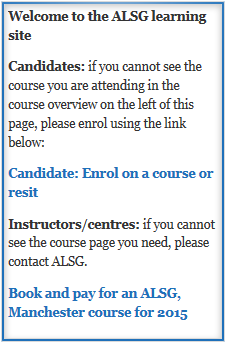 Welcome to the ALSG learning
site
Candidates: if you cannot see the
course you are attending in the
course overview on the left of this
page, please enrol using the link
below:
Candidate: Enrol on a course or
resit
Instructors/centres: if you cannot
see the course page you need, please
contact ALSG.
Book and pay for an ALSG,
Manchester course for 2015